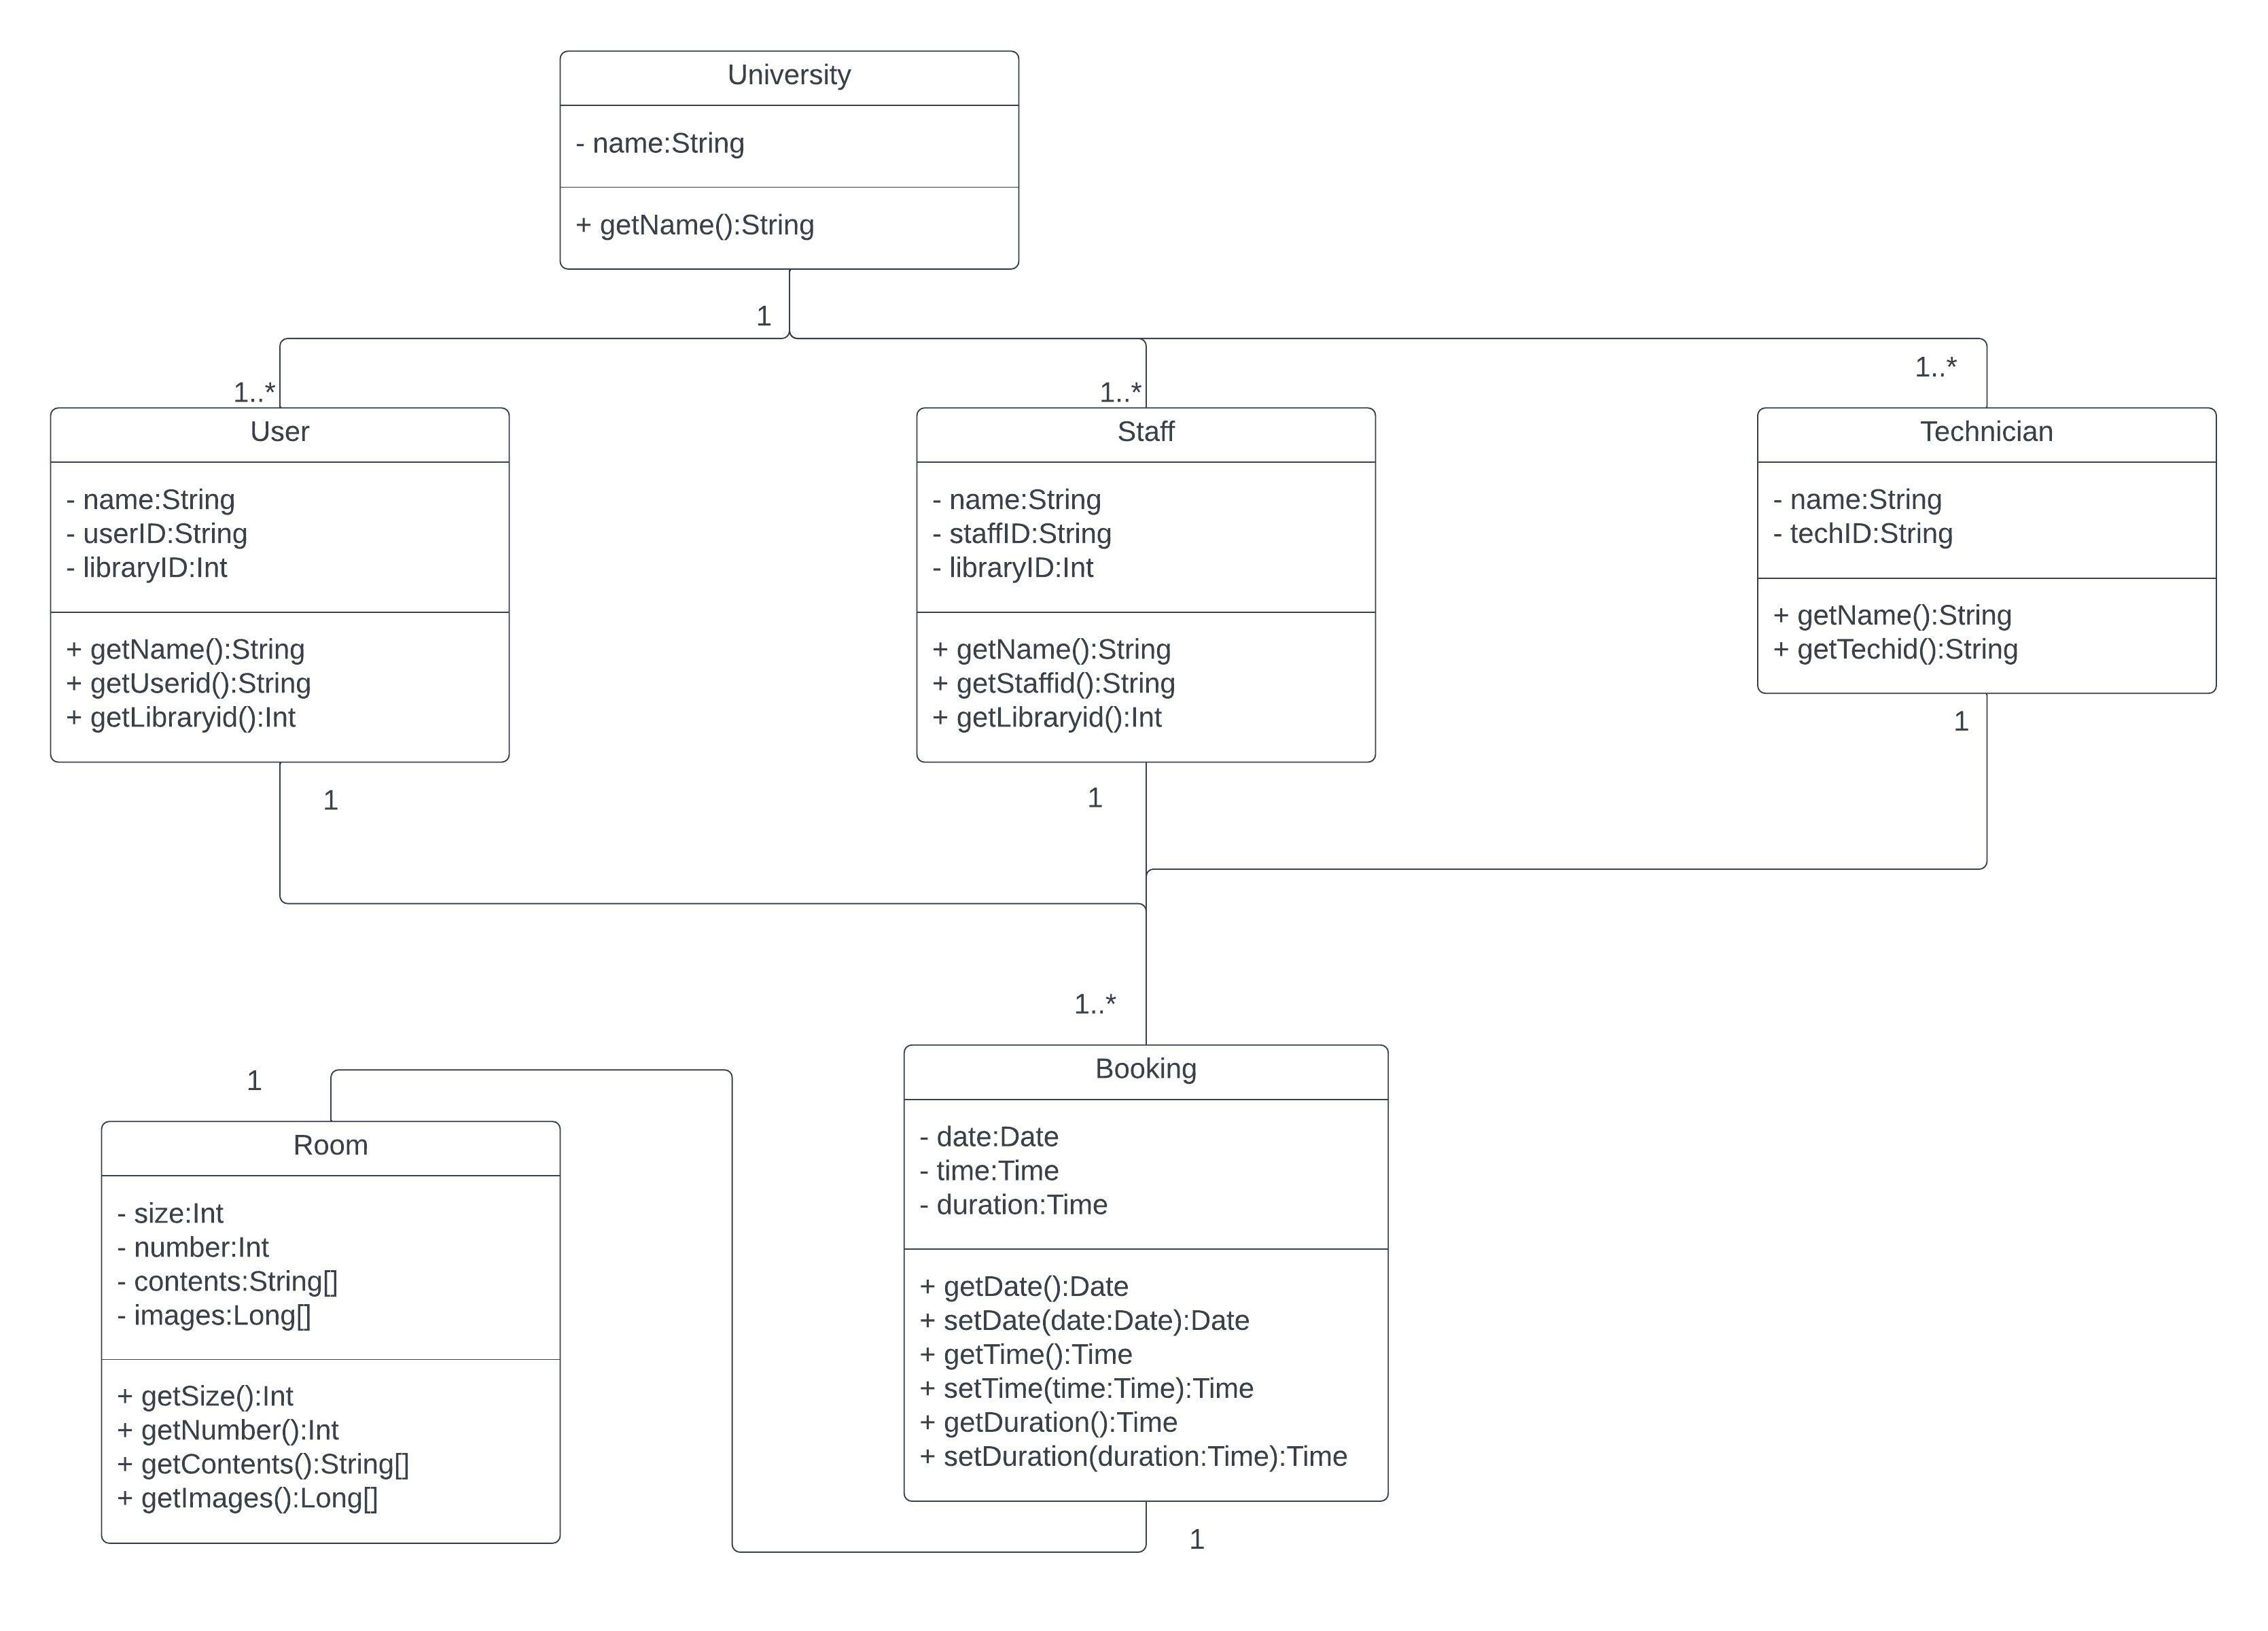 University
- name:String
+ getName():String
1
1..*
1..*
1..*
User
- name:String
- userID:String
- libraryID:Int
+ getName():String
+ getUserid():String
+ getLibraryid():Int
1
Staff
- name:String
- staffID:String
- libraryID:Int
+ getName():String
+ getStaffid():String
+ getLibraryid():Int
1
Technician
- name:String
- techID:String
+ getName():String
+ getTechid():String
1
1..*
1
Room
- size:Int
- number:Int
- contents:String[]
- images:Long[]
+ getSize():Int
+ getNumber():Int
+ getContents():String[]
+ getImages():Long[]
Booking
- date:Date
- time:Time
- duration:Time
+ getDate():Date
+ setDate(date:Date):Date
+ getTime():Time
+ setTime(time:Time):Time
+ getDuration():Time
+ setDuration(duration:Time):Time
1